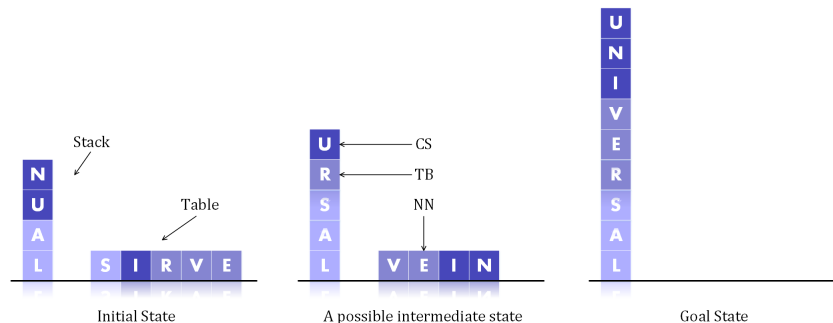 Stack
N
U
A
L
Table
S I R V E
Initial State
U
R
S
A
L
CS
TB
NN
V E I N
A possible intermediate state
U
N
I
V
E
R
S
A
L
Goal State